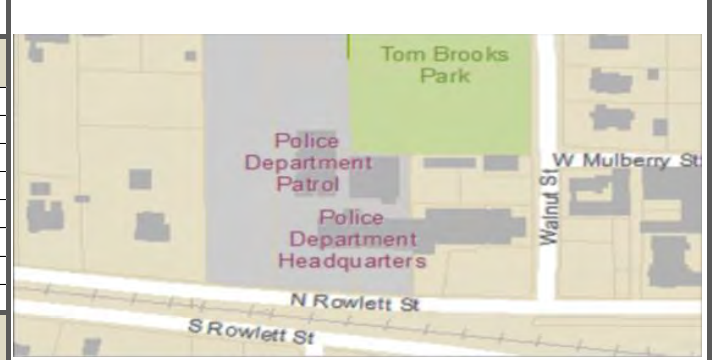 Tom Brooks
Park
Police
Department
Patrol
W Mulberry St
Walnut St
Police
Department
Headquarters
N Rowlett St
S Rowlett St